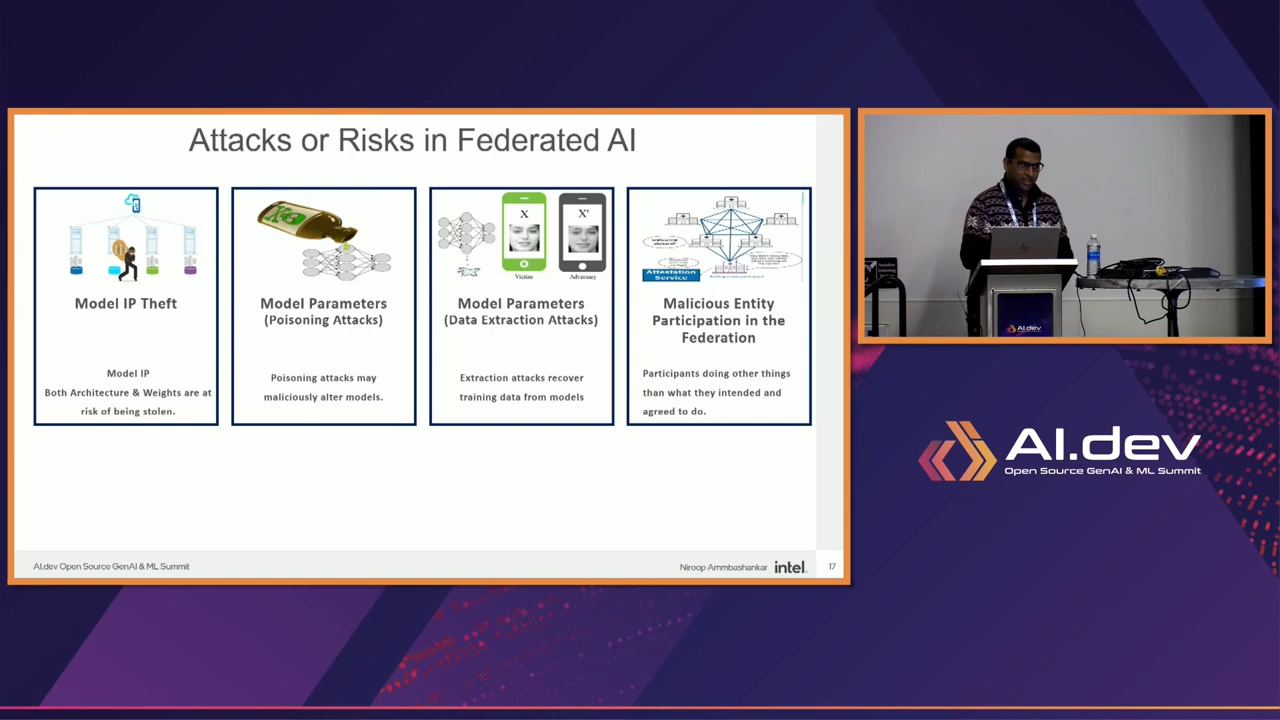 Attacks or Risks in Federated AI
X
X'
Victim
Adversary
Attestation
Service
Model IP Theft
Model Parameters
(Poisoning Attacks)
Model Parameters
(Data Extraction Attacks)
Malicious Entity
Participation in the
Federation
Model IP
Both Architecture & Weights are at
risk of being stolen.
Poisoning attacks may
maliciously alter models.
Extraction attacks recover
training data from models
Participants doing other things
than what they intended and
agreed to do.
AI.dev Open Source GenAI & ML Summit
Niroop Ammbashankar
intel.
17
AI.dev
AI.dev
Open Source GenAI & ML Summit